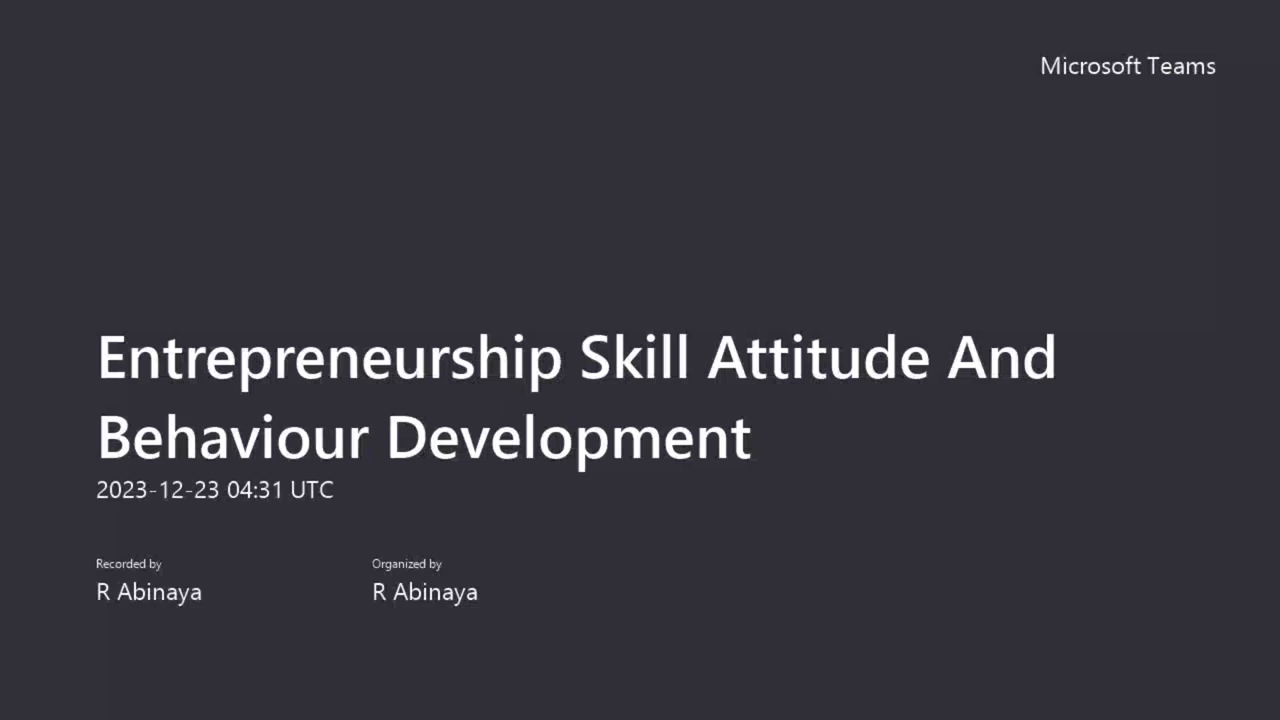 Microsoft Teams
Entrepreneurship Skill Attitude And
Behaviour Development
2023-12-23 04:31 UTC
Recorded by
R Abinaya
Organized by
R Abinaya